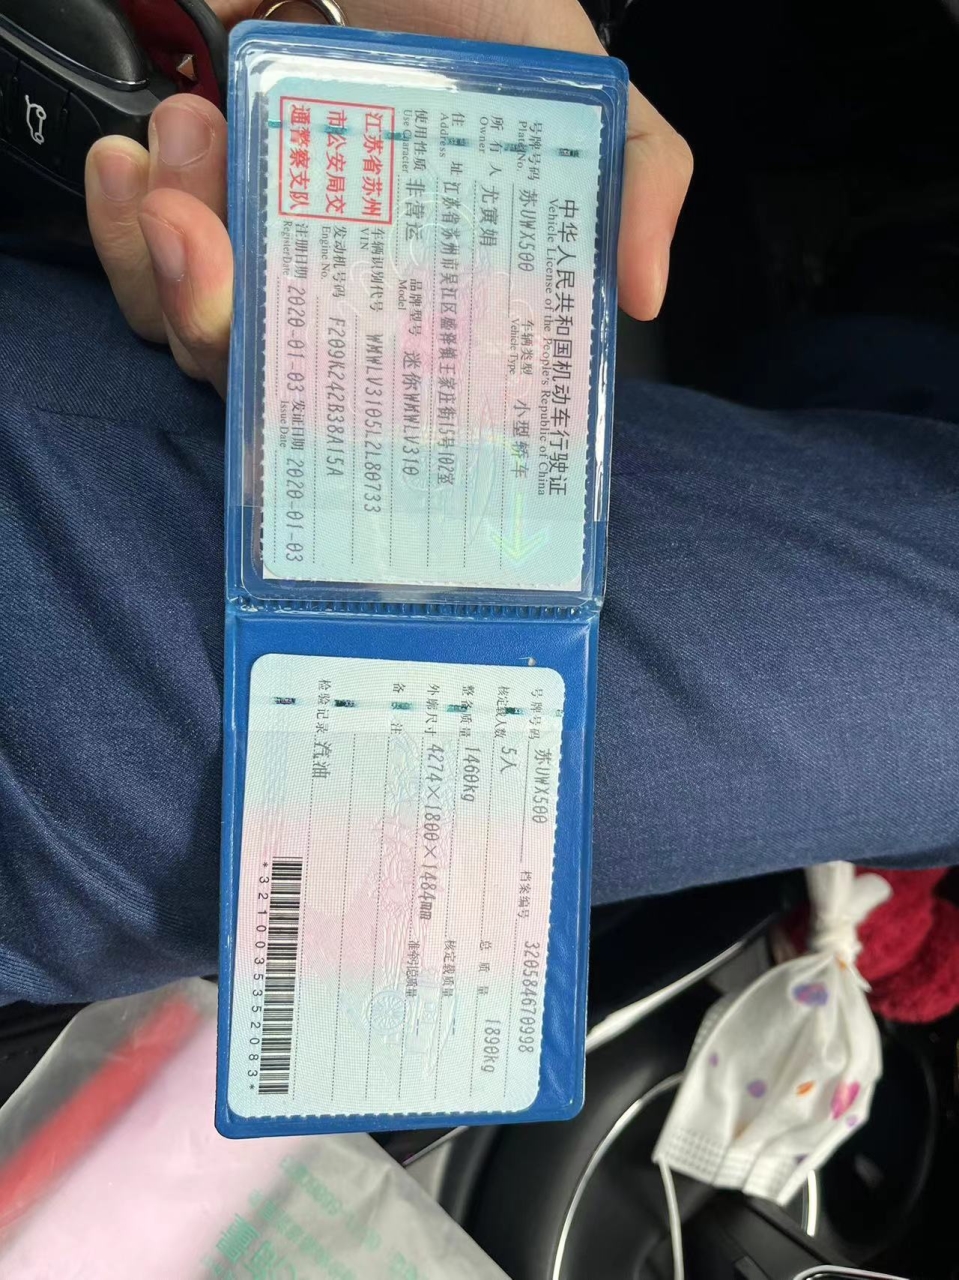 中华人民共和国机动车行驶证
Vehicle License of the People's Republic of China
号牌号码 苏UWX500 车辆类型 小型轿车
Plate No. Vehicle Type
所有人 尤寅娟
Owner
住址 江苏省苏州市吴江区盛泽镇王家庄街15号102室
Address
使用性质 非营运 品牌型号 迷你WMWLV310
Use Character Model
江苏省苏州
市公安局交
通警察支队
车辆识别代号 WMWLV3105L2L80733
VIN
发动机号码 F209K242B38A15A
Engine No.
注册日期 2020-01-03 发证日期 2020-01-03
Register Date Issue Date
号牌号码 苏UWX500 档案编号 320584670998
核定载人数 5人 总质量 1890kg
整备质量 1460kg 核定载质量
外廓尺寸 4274×1800×1484mm 准牵引总质量
备注
检验记录 汽油
*3210035352083*